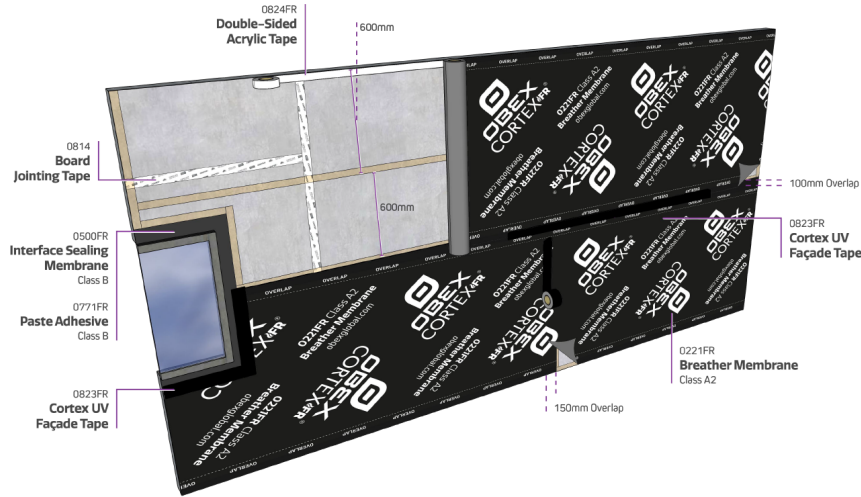 0824FR
Double-Sided
Acrylic Tape
600mm
0814
Board
Jointing Tape
600mm
0500FR
Interface Sealing
Membrane
Class B
0771FR
Paste Adhesive
Class B
0823FR
Cortex UV
Façade Tape
100mm Overlap
0823FR
Cortex UV
Façade Tape
0221FR
Breather Membrane
Class A2
150mm Overlap
OVERLAP
OBEX
CORTEX FR
0221FR Class A2
Breather Membrane
obexglobal.com